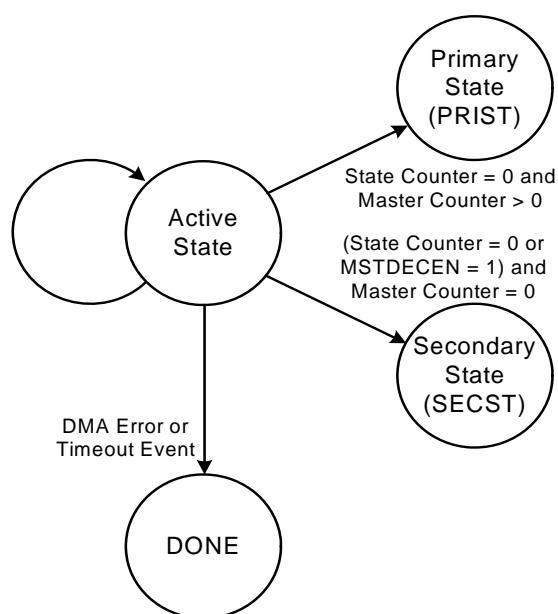 Primary
State
(PRIST)
State Counter = 0 and
Master Counter > 0
Active
State
(State Counter = 0 or
MSTDECEN = 1) and
Master Counter = 0
Secondary
State
(SECST)
DMA Error or
Timeout Event
DONE